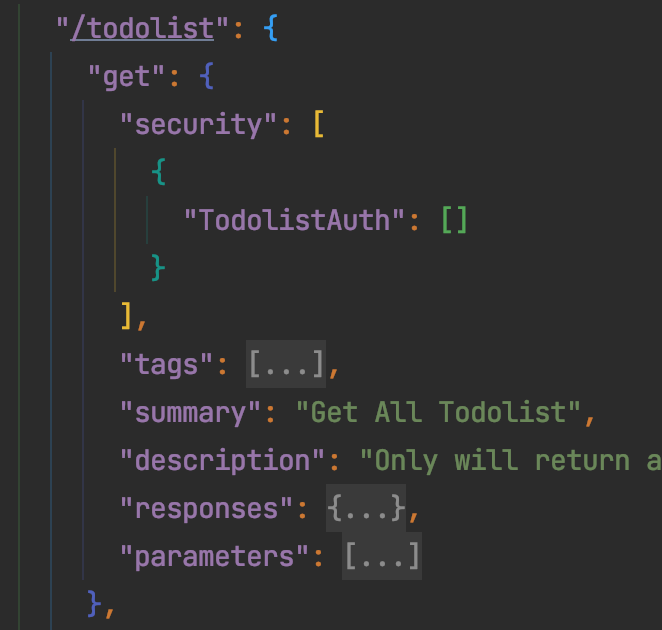 "/todolist": {
"get": {
"security": [
{
"TodolistAuth": []
}
],
"tags": [...],
"summary": "Get All Todolist",
"description": "Only will return a
"responses": {...},
"parameters": [...]
},